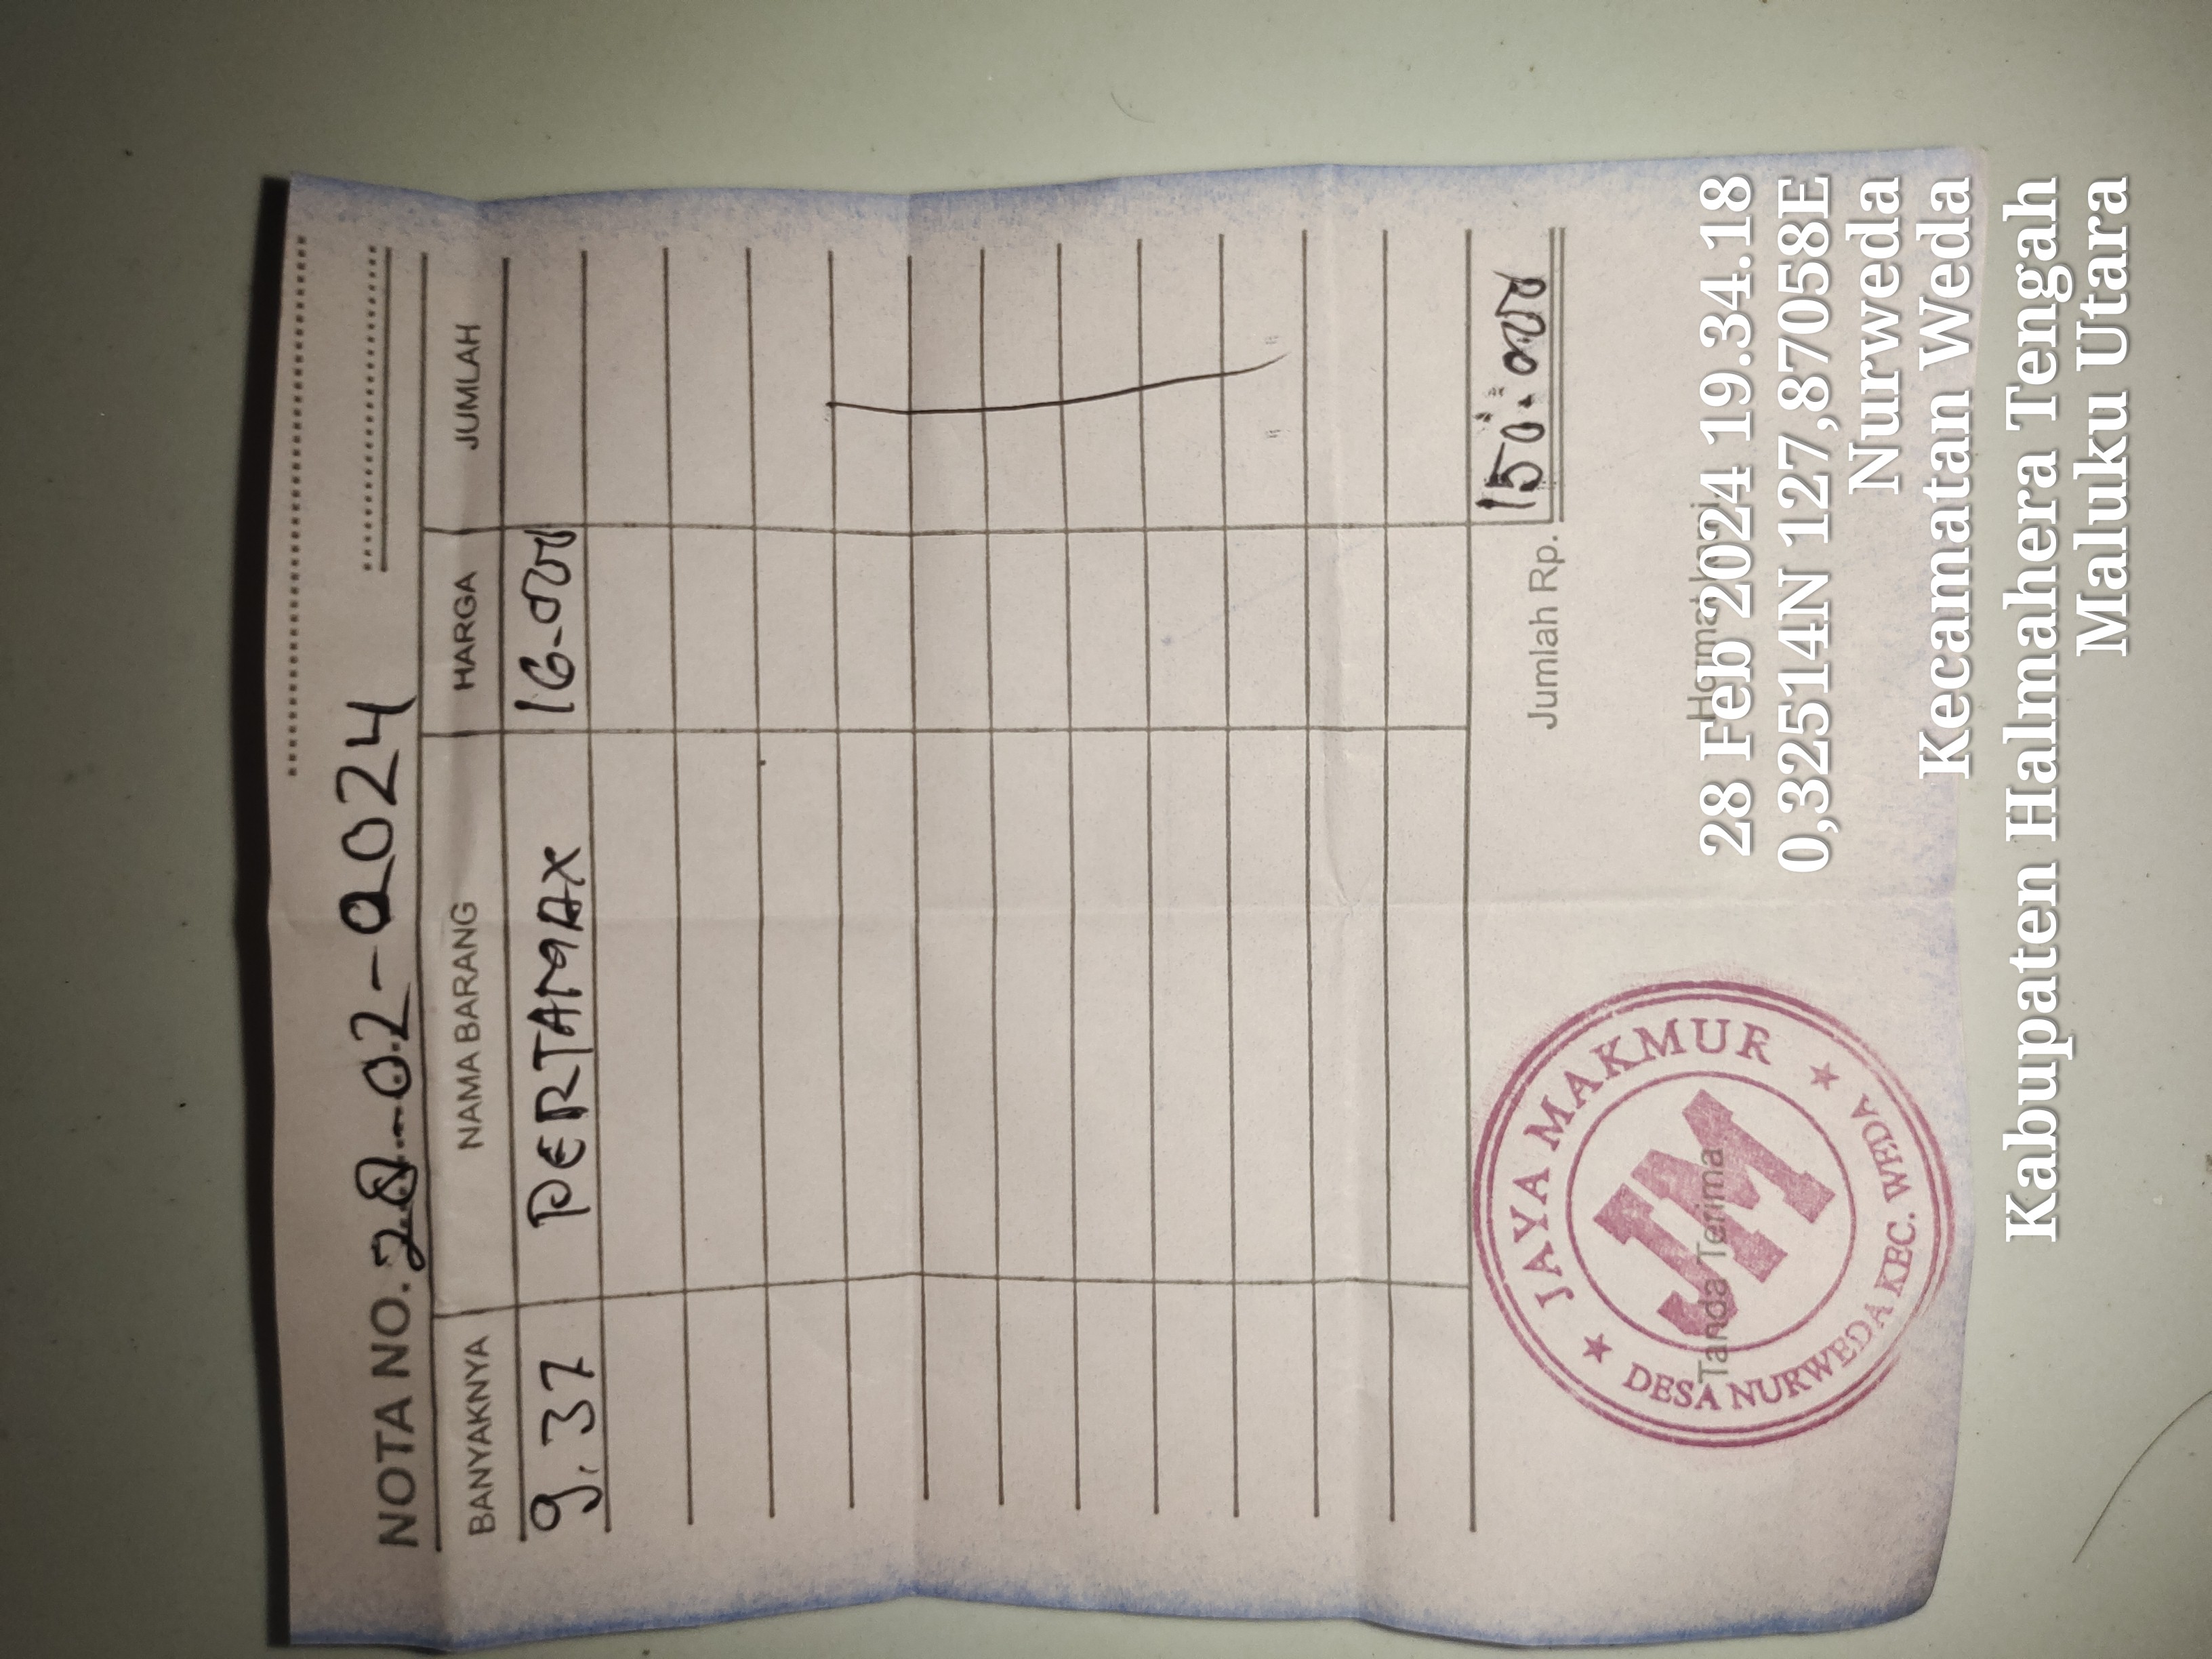 NOTA NO. 28-02-2024
BANYAKNYA NAMA BARANG HARGA JUMLAH
9,37 PERTAMAX 16.000
Jumlah Rp. 150.000
Tanda Terima
Hormat kami
JAYA MAKMUR
JM
DESA NURWEDA KEC. WEDA
28 Feb 2024 19.34.18
0,32514N 127,87058E
Nurweda
Kecamatan Weda
Kabupaten Halmahera Tengah
Maluku Utara